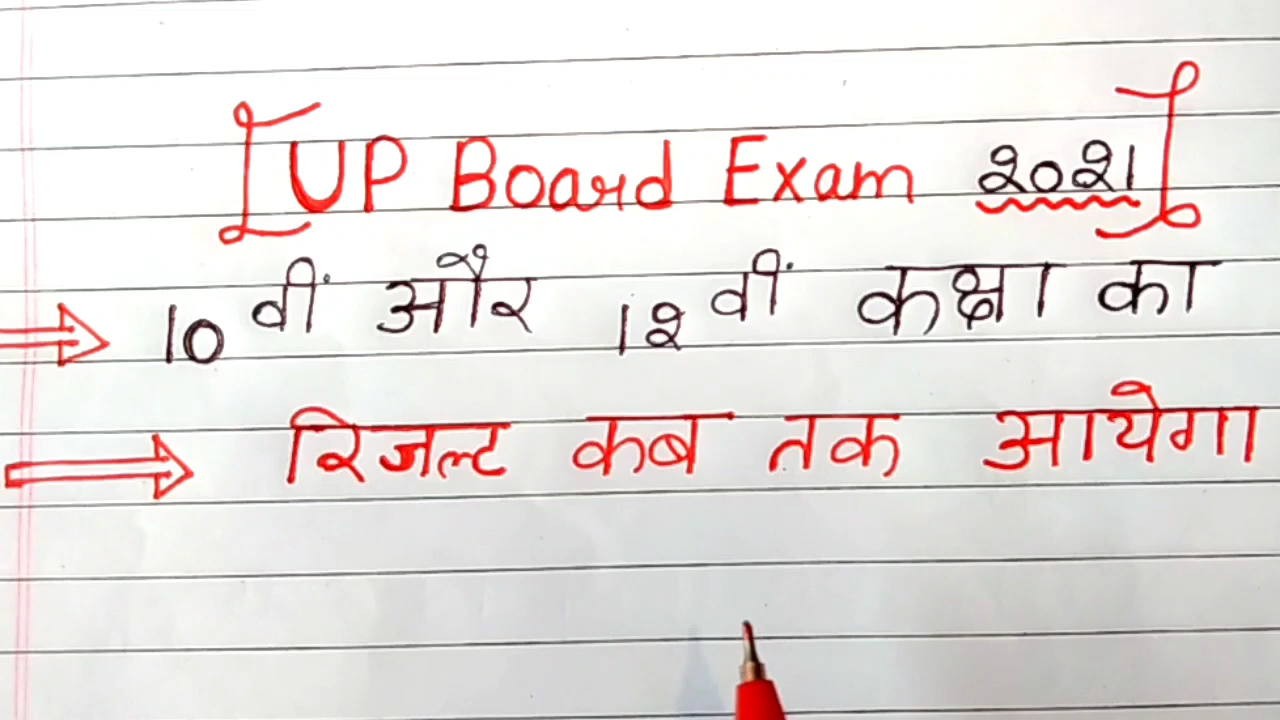 [UP Board Exam 2021]
⇒ 10वीं और 12वीं कक्षा का
⇒ रिजल्ट कब तक आयेगा